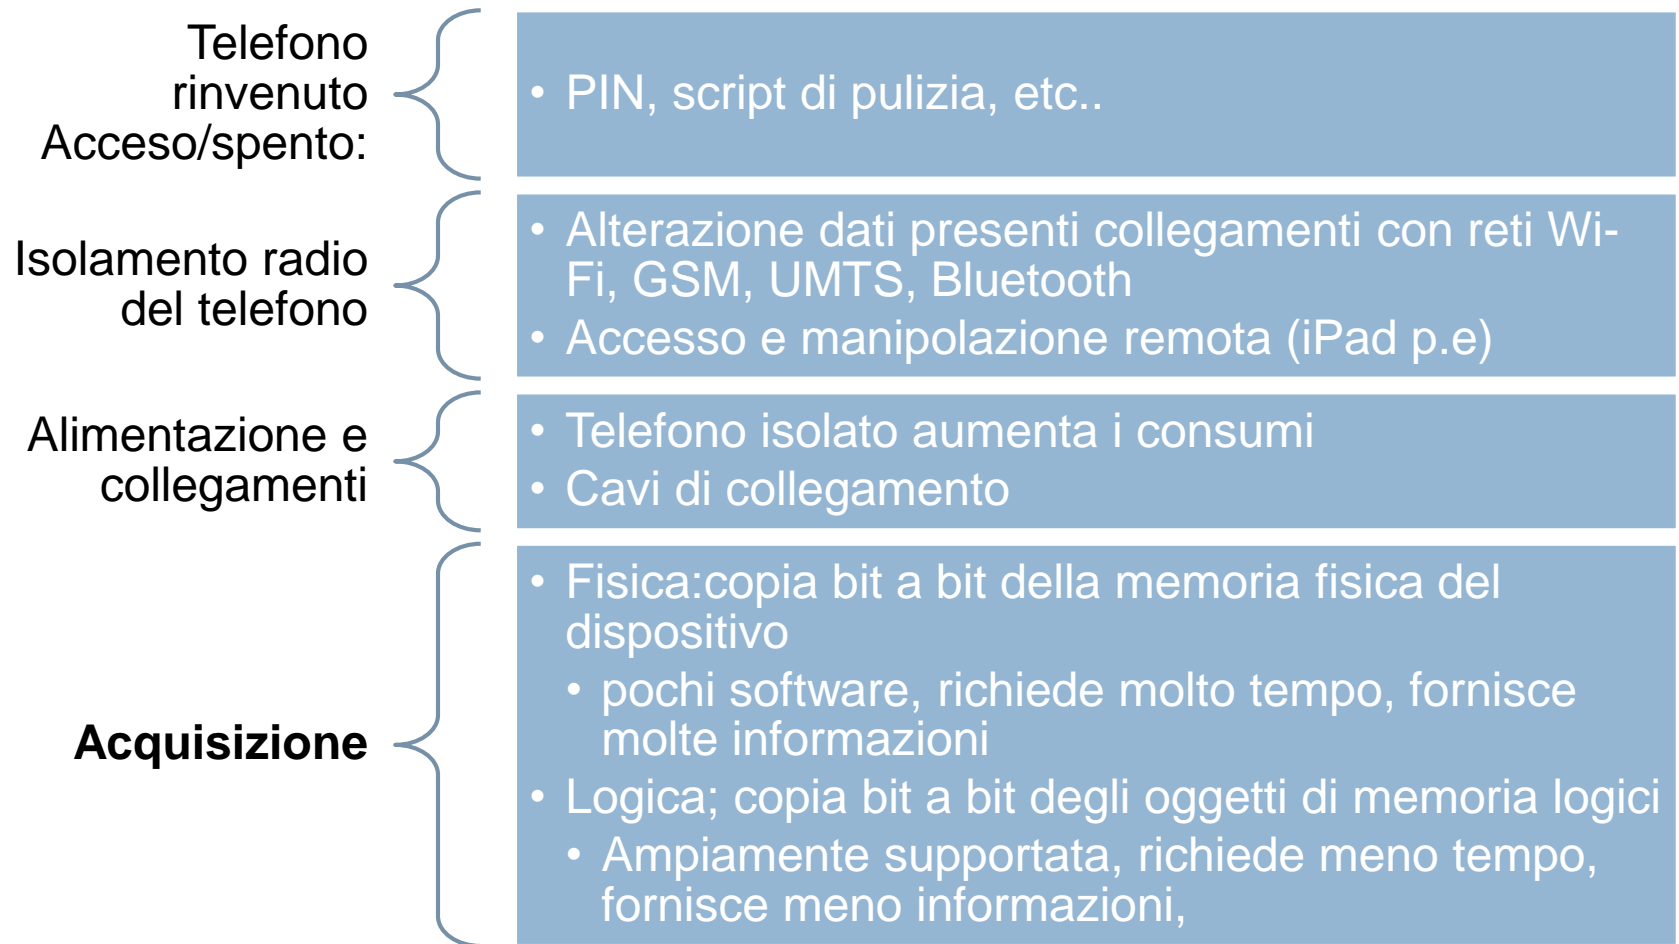 Telefono
rinvenuto
Acceso/spento:
• PIN, script di pulizia, etc..
Isolamento radio
del telefono
• Alterazione dati presenti collegamenti con reti Wi-
Fi, GSM, UMTS, Bluetooth
• Accesso e manipolazione remota (iPad p.e)
Alimentazione e
collegamenti
• Telefono isolato aumenta i consumi
• Cavi di collegamento
Acquisizione
• Fisica:copia bit a bit della memoria fisica del
dispositivo
• pochi software, richiede molto tempo, fornisce
molte informazioni
• Logica; copia bit a bit degli oggetti di memoria logici
• Ampiamente supportata, richiede meno tempo,
fornisce meno informazioni,